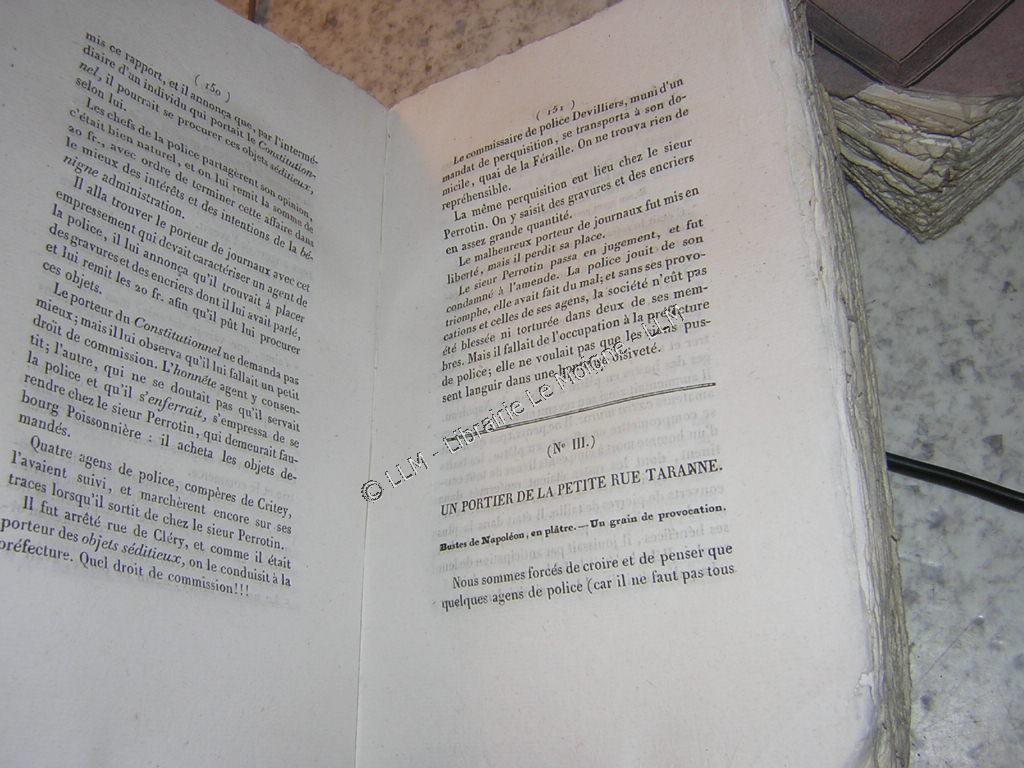 ( 150 )
mis ce rapport, et il annonça que, par l'intermé-
diaire d'un individu qui portait le Constitution-
nel, il pourrait se procurer ces objets séditieux,
selon lui.
Les chefs de la police partagèrent son opinion,
c'était bien naturel, et on lui remit la somme de
20 fr., avec ordre de terminer cette affaire dans
le mieux des intérêts et des intentions de la bé-
nigne administration.
Il alla trouver le porteur de journaux avec cet
empressement qui devait caractériser un agent de
la police, il lui annonça qu'il trouvait à placer
des gravures et des encriers dont il lui avait parlé,
et lui remit les 20 fr. afin qu'il pût lui procurer
ces objets.
Le porteur du Constitutionnel ne demanda pas
mieux; mais il lui observa qu'il lui fallait un petit
droit de commission. L'honnête agent y consen-
tit; l'autre, qui ne se doutait pas qu'il servait
la police et qu'il s'enferrait, s'empressa de se
rendre chez le sieur Perrotin, qui demeurait fau-
bourg Poissonnière : il acheta les objets de-
mandés.
Quatre agens de police, compères de Critey,
l'avaient suivi, et marchèrent encore sur ses
traces lorsqu'il sortit de chez le sieur Perrotin.
Il fut arrêté rue de Cléry, et comme il était
porteur des objets séditieux, on le conduisit à la
préfecture. Quel droit de commission!!!
( 151 )
Le commissaire de police Devilliers, muni d'un
mandat de perquisition, se transporta à son do-
micile, quai de la Féraille. On ne trouva rien de
repréhensible.
La même perquisition eut lieu chez le sieur
Perrotin. On y saisit des gravures et des encriers
en assez grande quantité.
Le malheureux porteur de journaux fut mis en
liberté, mais il perdit sa place.
Le sieur Perrotin passa en jugement, et fut
condamné à l'amende. La police jouit de son
triomphe, elle avait fait du mal; et sans ses provo-
cations et celles de ses agens, la société n'eût pas
été blessée ni torturée dans deux de ses mem-
bres. Mais il fallait de l'occupation à la préfecture
de police; elle ne voulait pas que les siens pus-
sent languir dans une honteuse oisiveté.
(No III.)
UN PORTIER DE LA PETITE RUE TARANNE.
Bustes de Napoléon, en plâtre. — Un grain de provocation.
Nous sommes forcés de croire et de penser que
quelques agens de police (car il ne faut pas tous
© LLM - Librairie Le Moigne - LLM